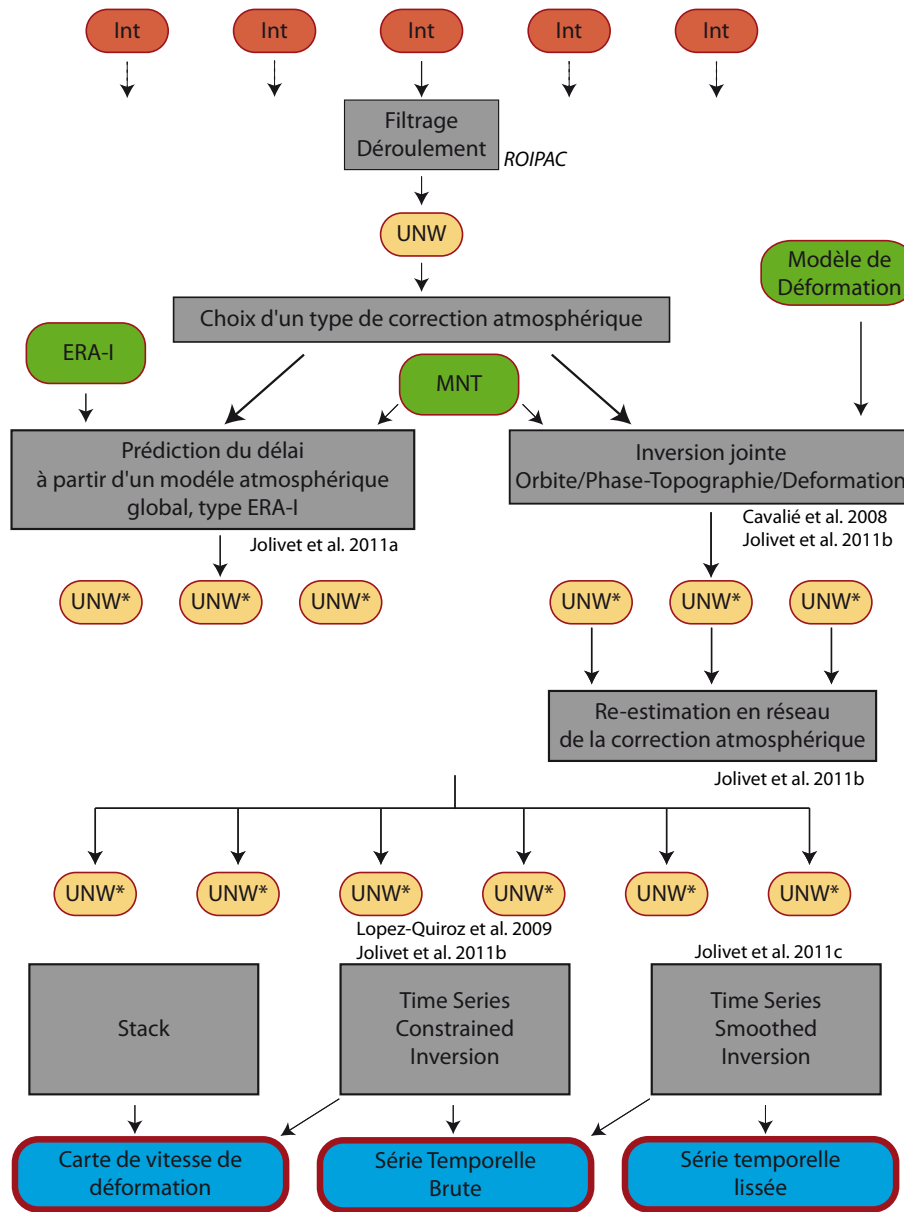 Int
Int
Int
Int
Int
Filtrage
Déroulement
ROIPAC
UNW
Modèle de
Déformation
Choix d'un type de correction atmosphérique
ERA-I
MNT
Prédiction du délai
à partir d'un modéle atmosphérique
global, type ERA-I
Jolivet et al. 2011a
Inversion jointe
Orbite/Phase-Topographie/Deformation
Cavalié et al. 2008
Jolivet et al. 2011b
UNW*
UNW*
UNW*
UNW*
UNW*
UNW*
Re-estimation en réseau
de la correction atmosphérique
Jolivet et al. 2011b
UNW*
UNW*
UNW*
UNW*
UNW*
UNW*
Lopez-Quiroz et al. 2009
Jolivet et al. 2011b
Jolivet et al. 2011c
Stack
Time Series
Constrained
Inversion
Time Series
Smoothed
Inversion
Carte de vitesse de
déformation
Série Temporelle
Brute
Série temporelle
lissée